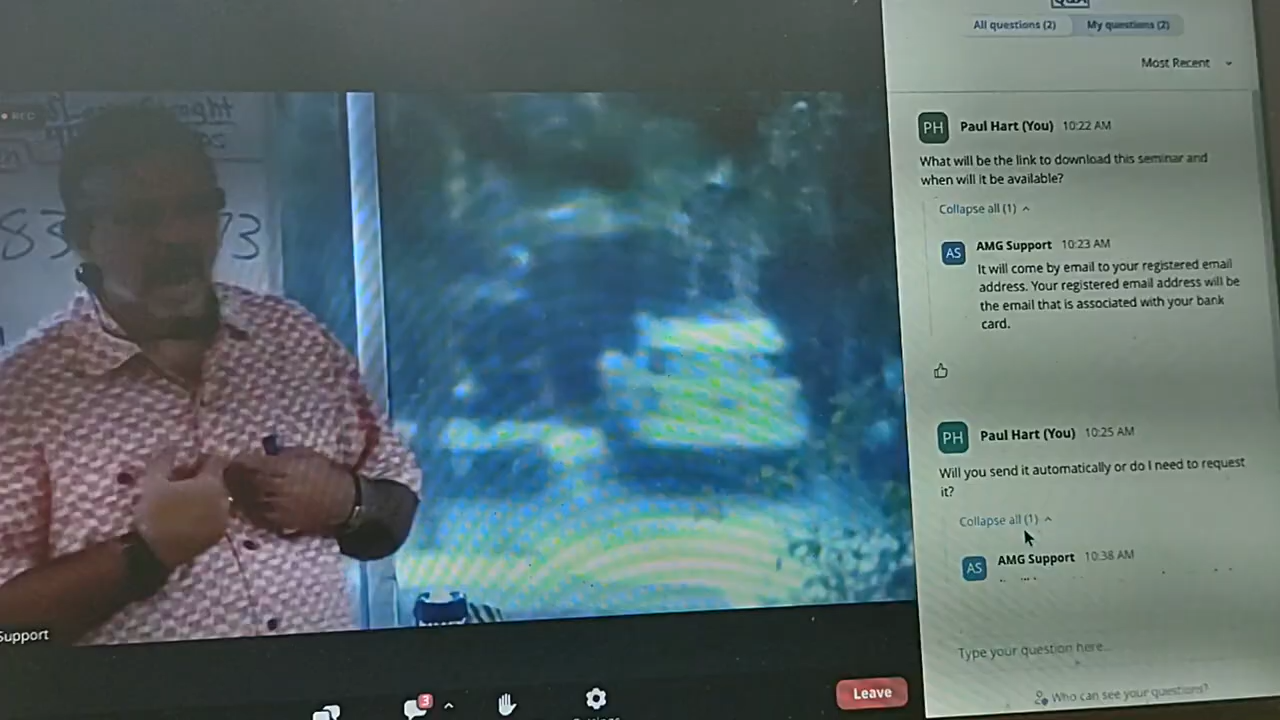 All questions (2)
My questions (2)
Most Recent
REC
83
73
PH
Paul Hart (You) 10:22 AM
What will be the link to download this seminar and
when will it be available?
Collapse all (1)
AS
AMG Support 10:23 AM
It will come by email to your registered email
address. Your registered email address will be
the email that is associated with your bank
card.
PH
Paul Hart (You) 10:25 AM
Will you send it automatically or do I need to request
it?
Collapse all (1)
AS
AMG Support 10:38 AM
Type your question here...
Who can see your questions?
Support
3
Leave